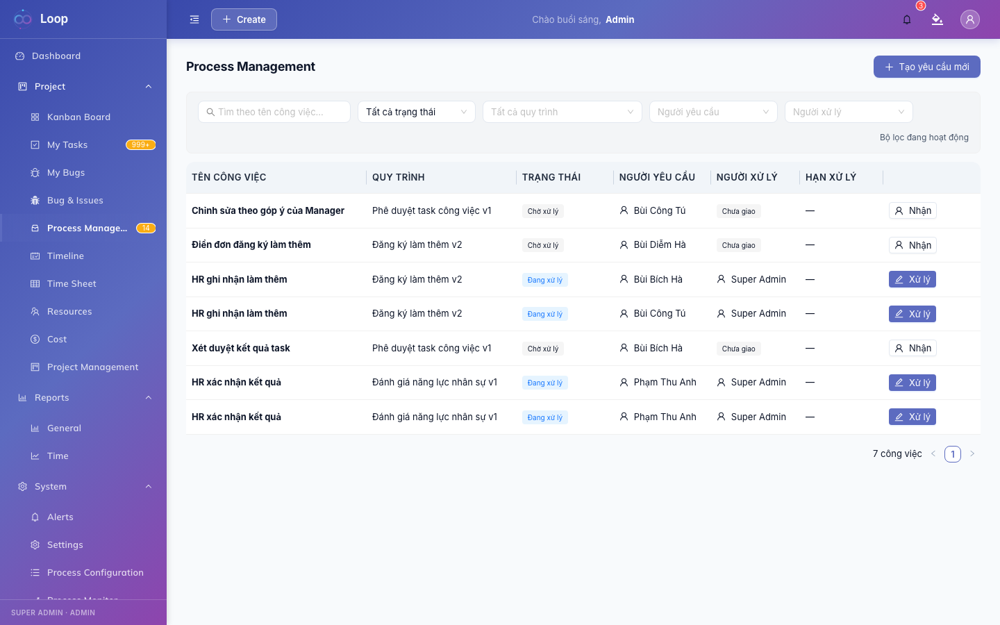 Loop
Create
Chào buổi sáng, Admin
3
Dashboard
Project
Kanban Board
My Tasks 999+
My Bugs
Bug & Issues
Process Manage... 14
Timeline
Time Sheet
Resources
Cost
Project Management
Reports
General
Time
System
Alerts
Settings
Process Configuration
Process Monitor
SUPER ADMIN · ADMIN
Process Management
Tạo yêu cầu mới
Tìm theo tên công việc...
Tất cả trạng thái
Tất cả quy trình
Người yêu cầu
Người xử lý
Bộ lọc đang hoạt động
TÊN CÔNG VIỆC QUY TRÌNH TRẠNG THÁI NGƯỜI YÊU CẦU NGƯỜI XỬ LÝ HẠN XỬ LÝ
Chỉnh sửa theo góp ý của Manager Phê duyệt task công việc v1 Chờ xử lý Bùi Công Tú Chưa giao — Nhận
Điền đơn đăng ký làm thêm Đăng ký làm thêm v2 Chờ xử lý Bùi Diễm Hà Chưa giao — Nhận
HR ghi nhận làm thêm Đăng ký làm thêm v2 Đang xử lý Bùi Bích Hà Super Admin — Xử lý
HR ghi nhận làm thêm Đăng ký làm thêm v2 Đang xử lý Bùi Công Tú Super Admin — Xử lý
Xét duyệt kết quả task Phê duyệt task công việc v1 Chờ xử lý Bùi Bích Hà Chưa giao — Nhận
HR xác nhận kết quả Đánh giá năng lực nhân sự v1 Đang xử lý Phạm Thu Anh Super Admin — Xử lý
HR xác nhận kết quả Đánh giá năng lực nhân sự v1 Đang xử lý Phạm Thu Anh Super Admin — Xử lý
7 công việc 1